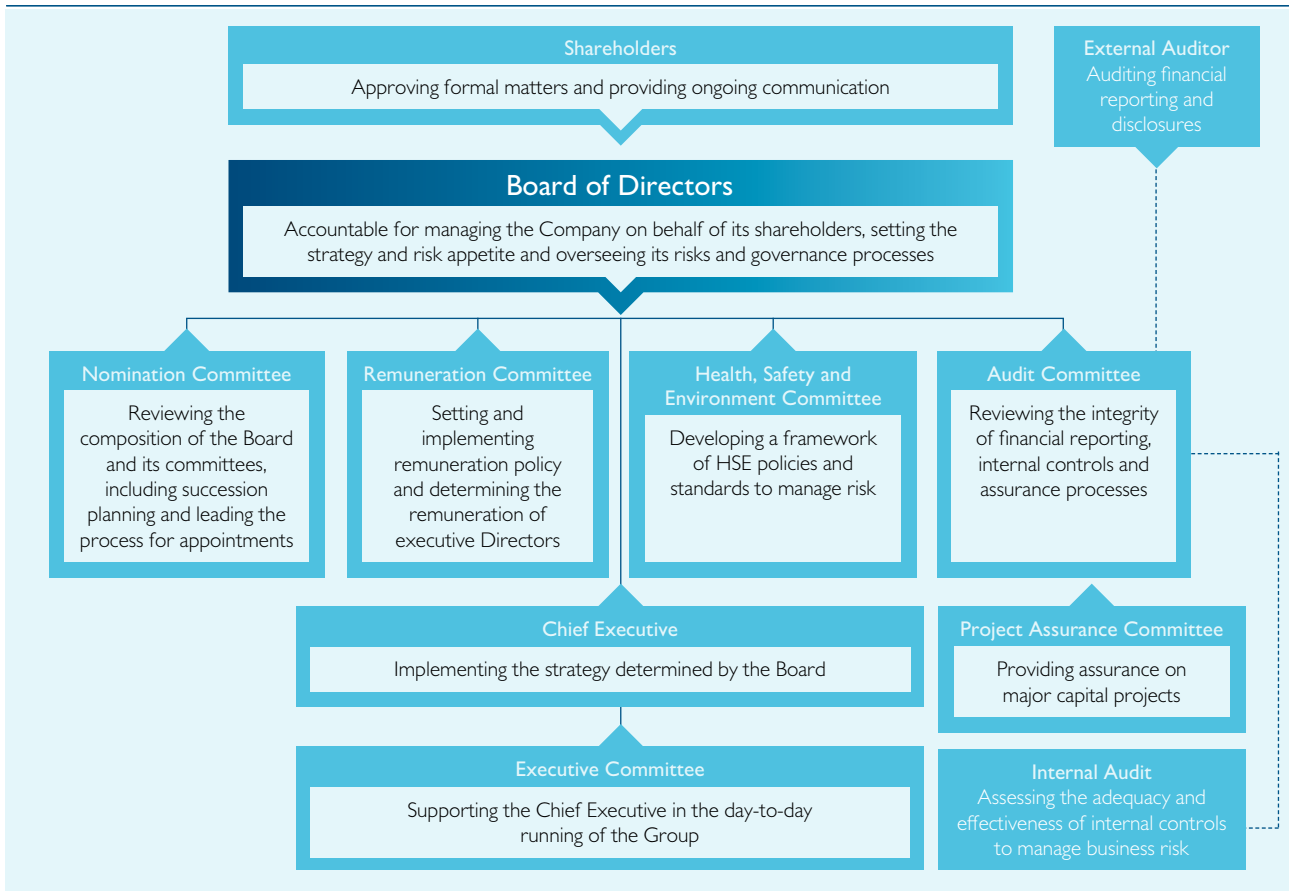 Shareholders
Approving formal matters and providing ongoing communication
External Auditor
Auditing financial
reporting and
disclosures
Board of Directors
Accountable for managing the Company on behalf of its shareholders, setting the
strategy and risk appetite and overseeing its risks and governance processes
Nomination Committee
Reviewing the
composition of the Board
and its committees,
including succession
planning and leading the
process for appointments
Remuneration Committee
Setting and
implementing
remuneration policy
and determining the
remuneration of
executive Directors
Health, Safety and
Environment Committee
Developing a framework
of HSE policies and
standards to manage risk
Audit Committee
Reviewing the integrity
of financial reporting,
internal controls and
assurance processes
Chief Executive
Implementing the strategy determined by the Board
Project Assurance Committee
Providing assurance on
major capital projects
Executive Committee
Supporting the Chief Executive in the day-to-day
running of the Group
Internal Audit
Assessing the adequacy and
effectiveness of internal controls
to manage business risk